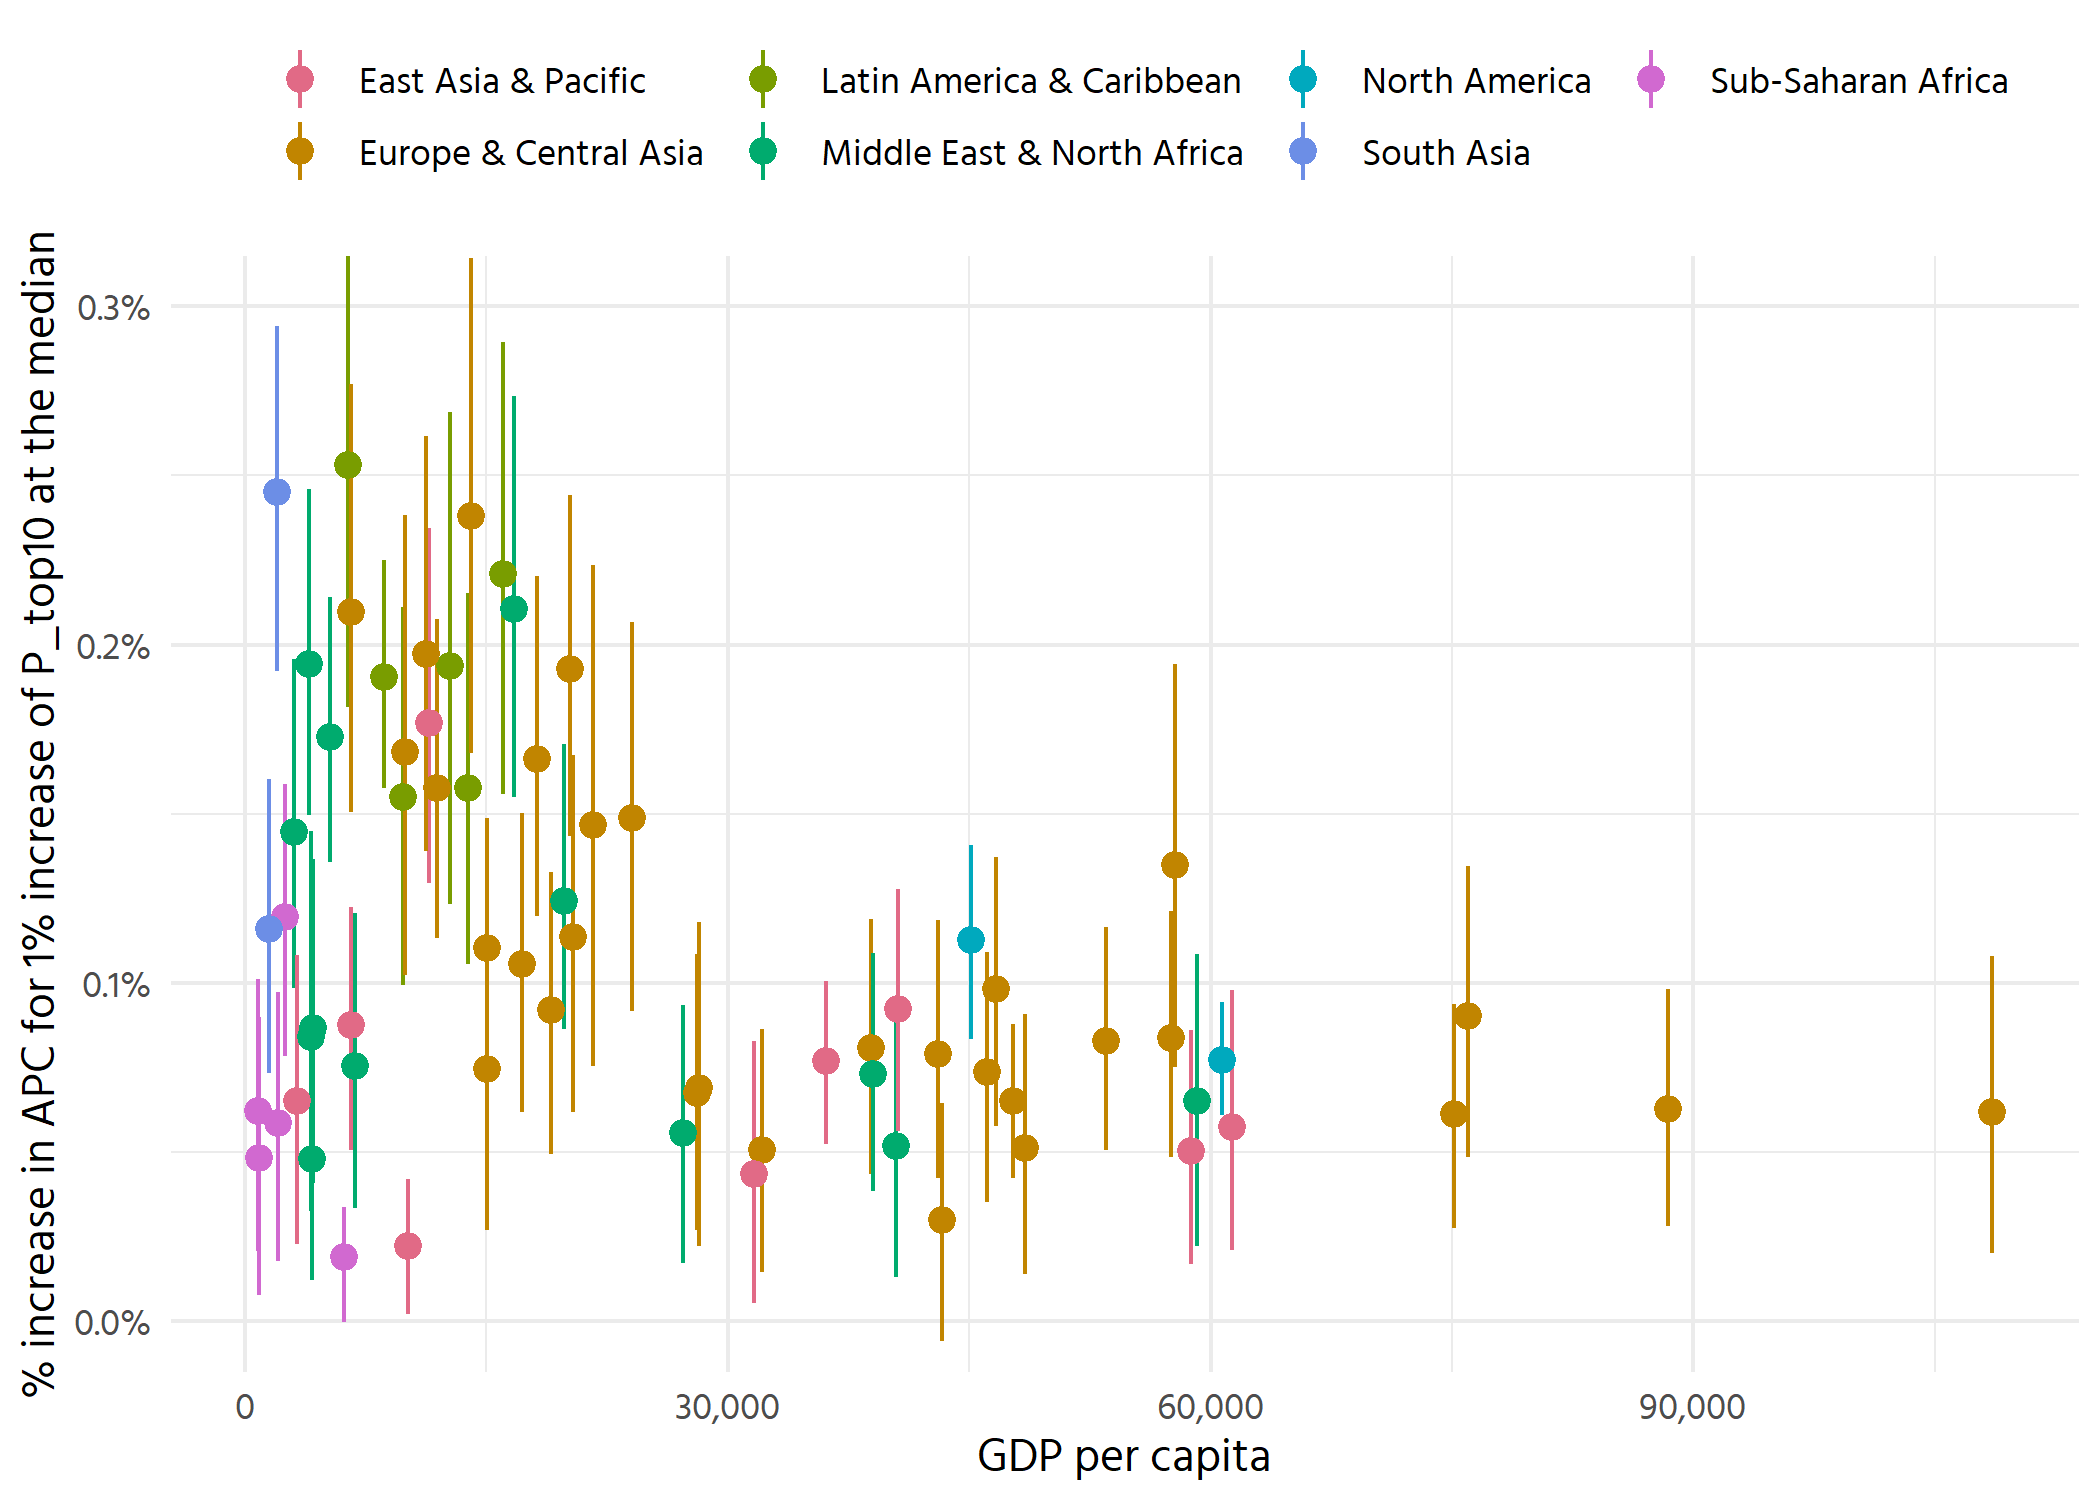 East Asia & Pacific
Latin America & Caribbean
North America
Sub-Saharan Africa
Europe & Central Asia
Middle East & North Africa
South Asia
% increase in APC for 1% increase of P_top10 at the median
0.3%
0.2%
0.1%
0.0%
0
30,000
60,000
90,000
GDP per capita